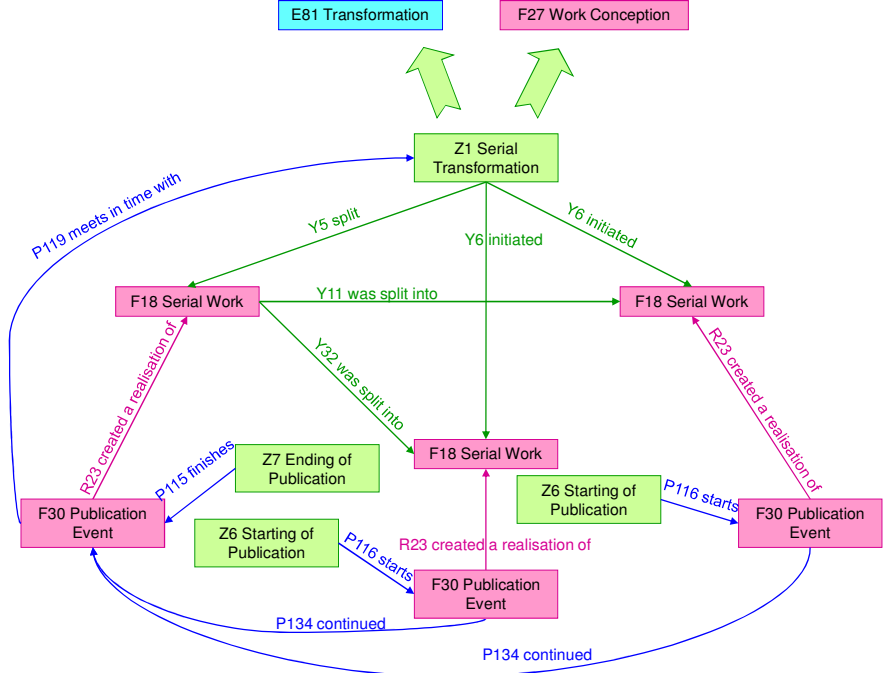 E81 Transformation
F27 Work Conception
Z1 Serial
Transformation
P119 meets in time with
Y5 split
Y6 initiated
Y6 initiated
F18 Serial Work
Y11 was split into
F18 Serial Work
R23 created a realisation of
Y32 was split into
R23 created a realisation of
F18 Serial Work
Z7 Ending of
Publication
P115 finishes
Z6 Starting of
Publication
P116 starts
F30 Publication
Event
F30 Publication
Event
Z6 Starting of
Publication
P116 starts
R23 created a realisation of
F30 Publication
Event
P134 continued
P134 continued